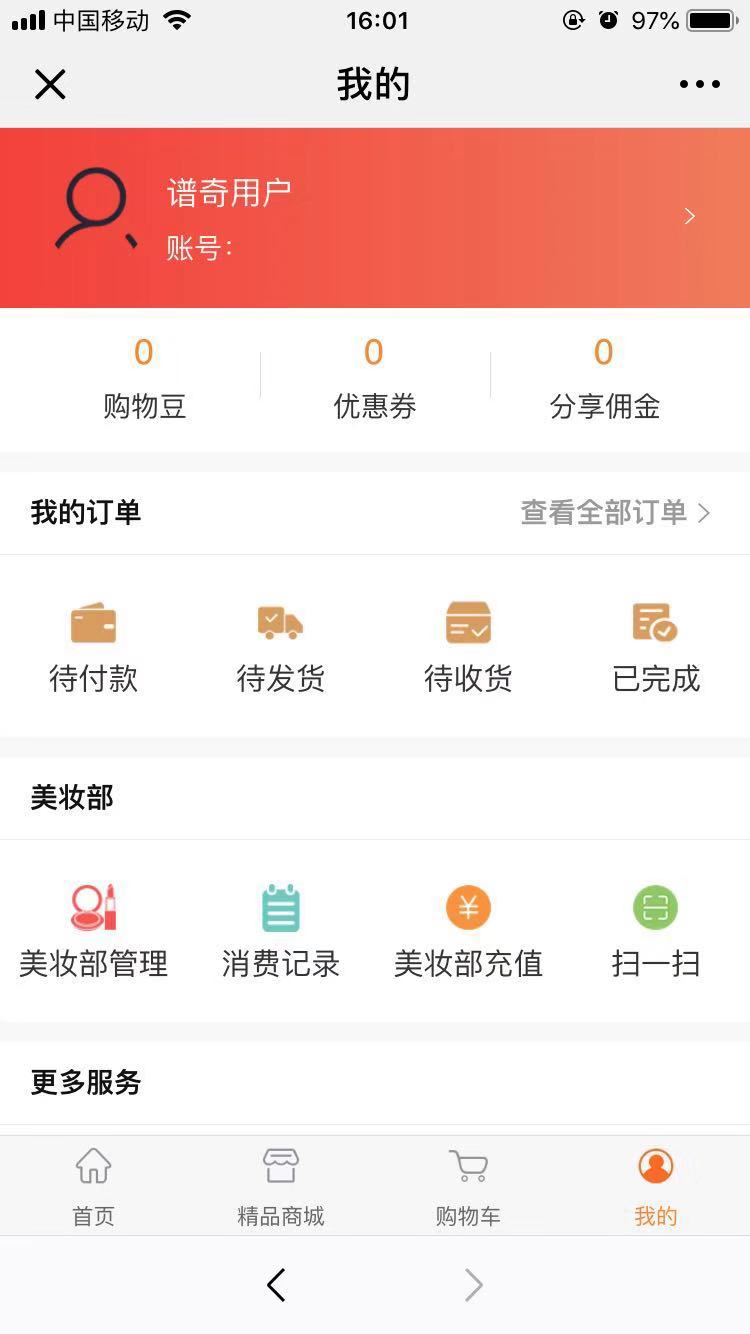 中国移动 16:01 97%
我的
谱奇用户
账号：
0 0 0
购物豆 优惠券 分享佣金
我的订单 查看全部订单
待付款 待发货 待收货 已完成
美妆部
美妆部管理 消费记录 美妆部充值 扫一扫
更多服务
首页 精品商城 购物车 我的